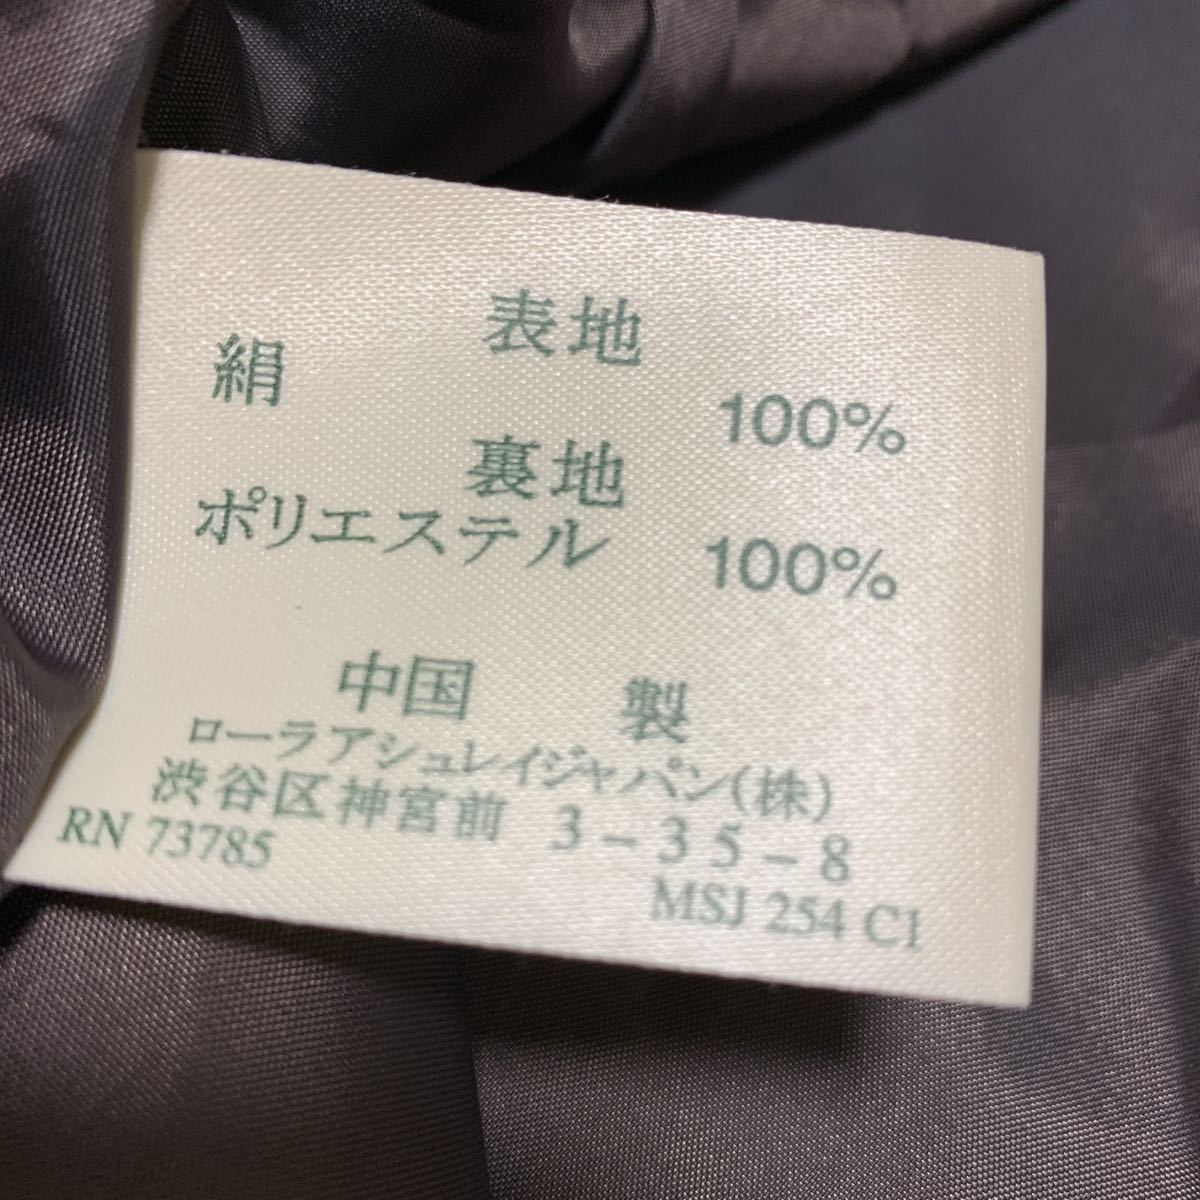 表地
絹 100%
裏地
ポリエステル 100%
中国 製
ローラアシュレイジャパン(株)
渋谷区神宮前 3-35-8
RN 73785
MSJ 254 C1